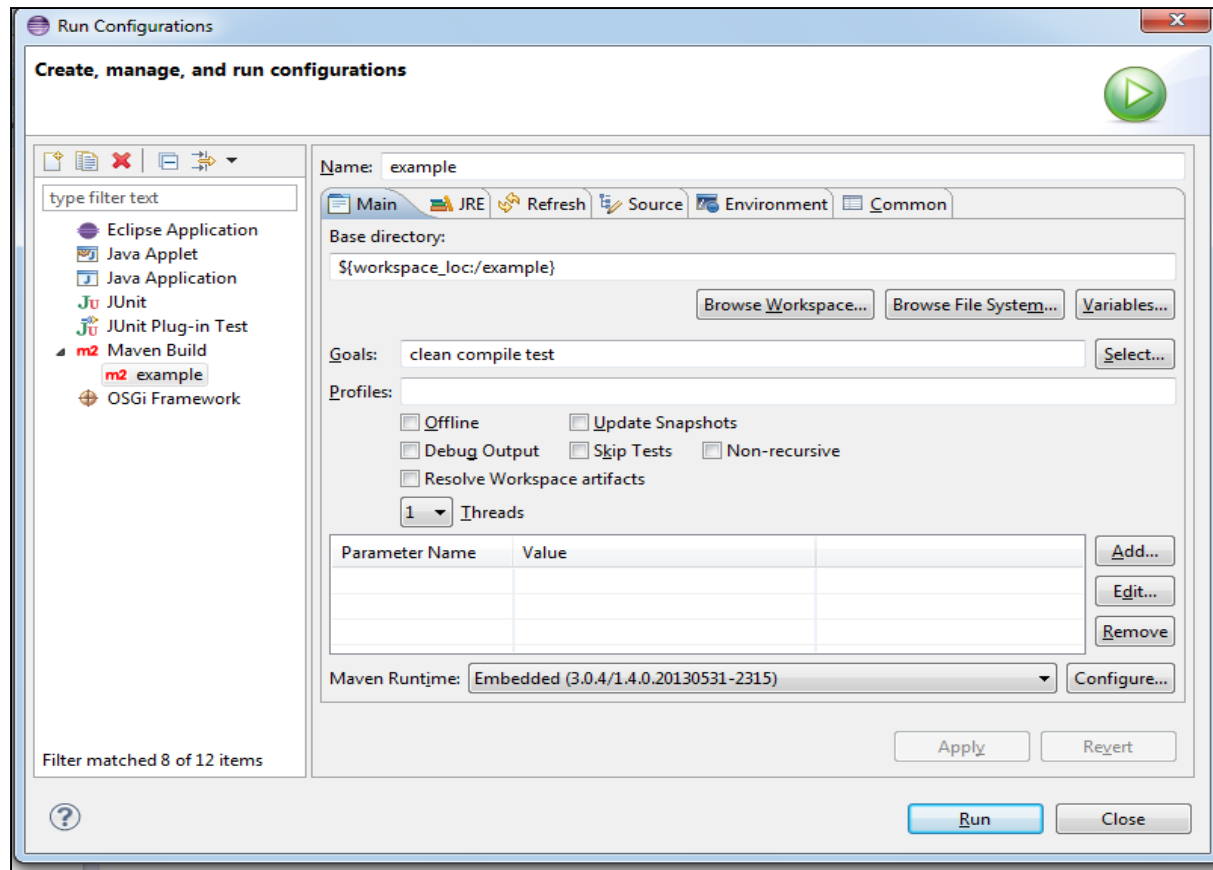 Run Configurations
Create, manage, and run configurations
type filter text
Eclipse Application
Java Applet
Java Application
JUnit
JUnit Plug-in Test
m2 Maven Build
m2 example
OSGi Framework
Filter matched 8 of 12 items
Name: example
Main JRE Refresh Source Environment Common
Base directory:
${workspace_loc:/example}
Browse Workspace... Browse File System... Variables...
Goals: clean compile test Select...
Profiles:
Offline Update Snapshots
Debug Output Skip Tests Non-recursive
Resolve Workspace artifacts
1 Threads
Parameter Name Value Add...
Edit...
Remove
Maven Runtime: Embedded (3.0.4/1.4.0.20130531-2315) Configure...
Apply Revert
? Run Close